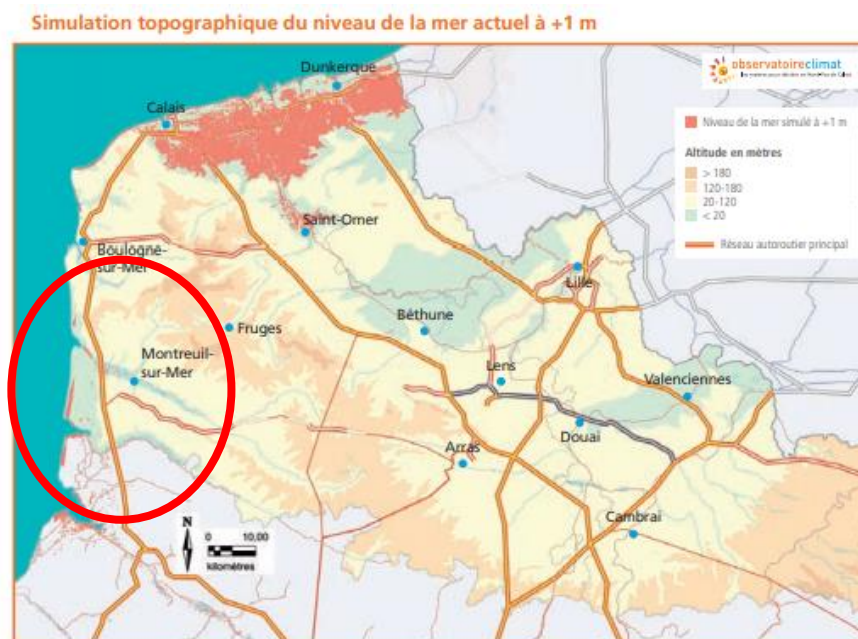 Simulation topographique du niveau de la mer actuel à +1 m
observatoireclimat
Dunkerque
Calais
Niveau de la mer simulé à +1 m
Altitude en mètres
> 180
120-180
20-120
< 20
Réseau autoroutier principal
Saint-Omer
Boulogne-
sur-Mer
Lille
Béthune
Fruges
Montreuil-
sur-Mer
Lens
Valenciennes
Douai
Arras
Cambrai
N
0 10,00
kilomètres